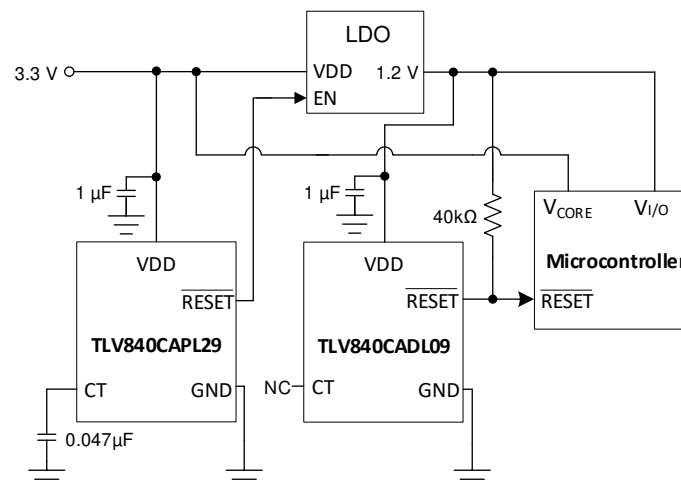 LDO
3.3 V
VDD
1.2 V
EN
1 µF
1 µF
40kΩ
VCORE
VI/O
VDD
VDD
Microcontroller
RESET
RESET
RESET
TLV840CAPL29
TLV840CADL09
CT
GND
NC
CT
GND
0.047µF